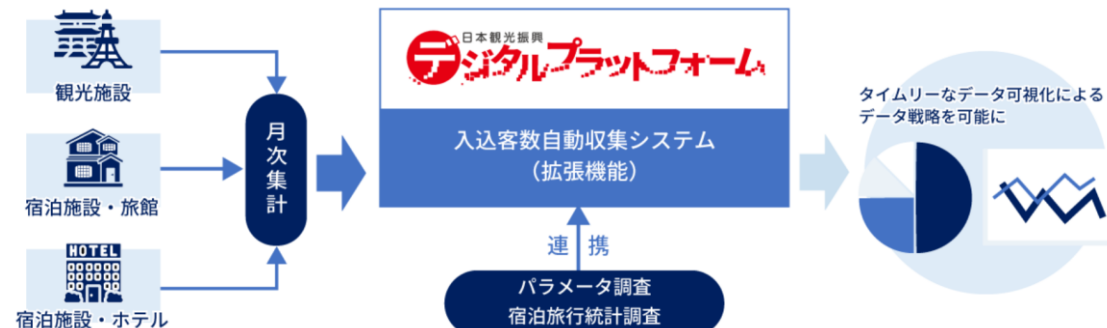 観光施設
宿泊施設・旅館
HOTEL
宿泊施設・ホテル
月次集計
日本観光振興
デジタルプラットフォーム
入込客数自動収集システム
（拡張機能）
連携
パラメータ調査
宿泊旅行統計調査
タイムリーなデータ可視化による
データ戦略を可能に